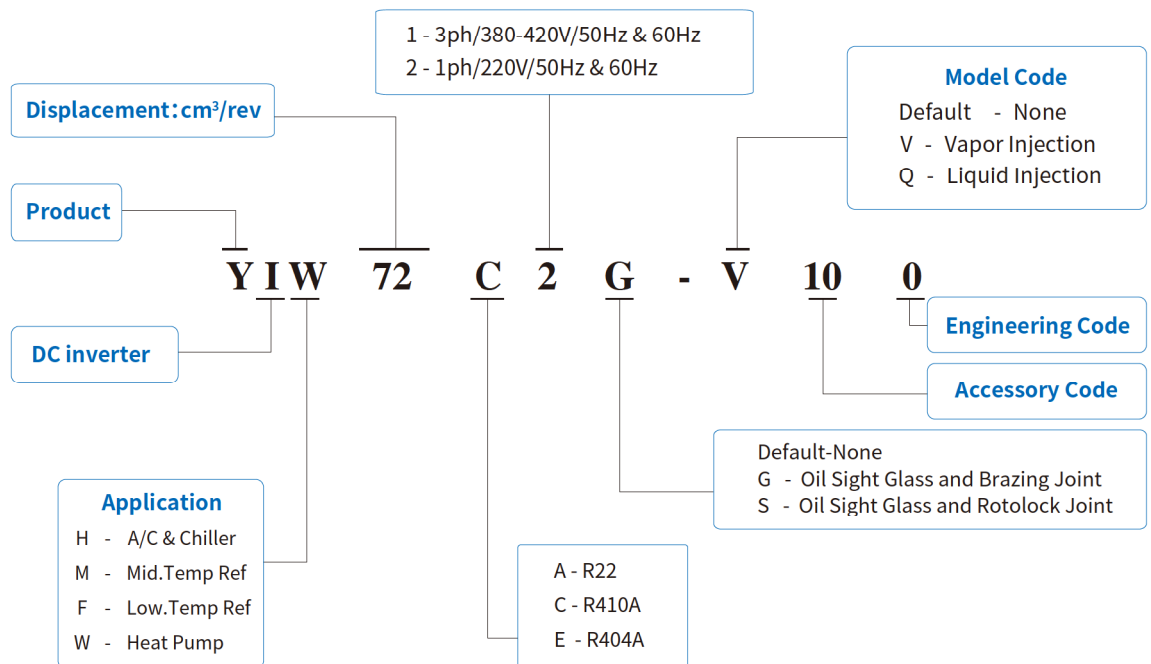 1 - 3ph/380-420V/50Hz & 60Hz
2 - 1ph/220V/50Hz & 60Hz
Displacement:cm³/rev
Model Code
Default - None
V - Vapor Injection
Q - Liquid Injection
Product
Y I W 72 C 2 G - V 10 0
DC inverter
Engineering Code
Accessory Code
Default-None
G - Oil Sight Glass and Brazing Joint
S - Oil Sight Glass and Rotolock Joint
Application
H - A/C & Chiller
M - Mid.Temp Ref
F - Low.Temp Ref
W - Heat Pump
A - R22
C - R410A
E - R404A